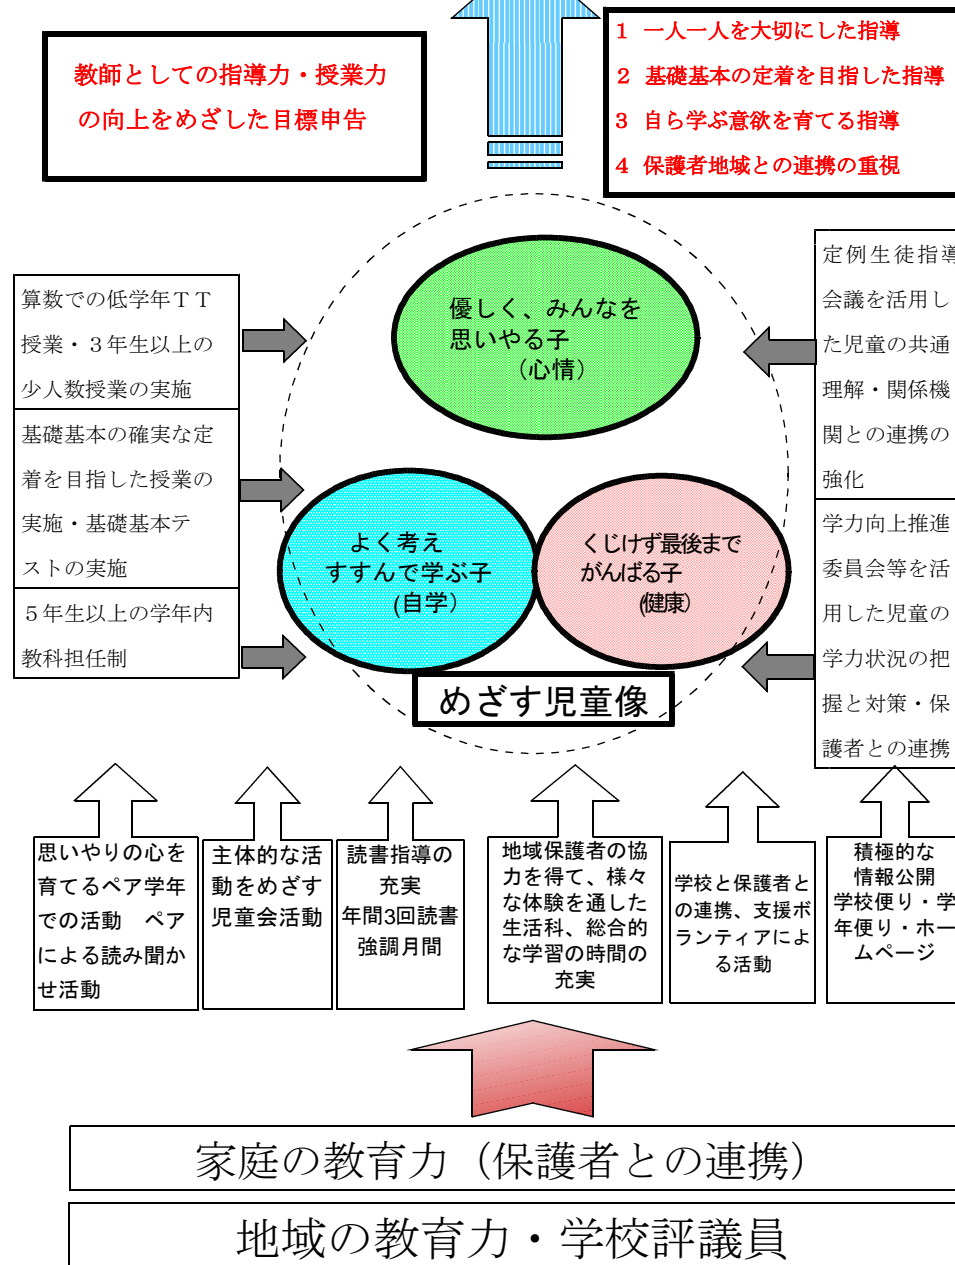 教師としての指導力・授業力
の向上をめざした目標申告
1 一人一人を大切にした指導
2 基礎基本の定着を目指した指導
3 自ら学ぶ意欲を育てる指導
4 保護者地域との連携の重視
算数での低学年ＴＴ
授業・３年生以上の
少人数授業の実施
基礎基本の確実な定
着を目指した授業の
実施・基礎基本テ
ストの実施
５年生以上の学年内
教科担任制
優しく、みんなを
思いやる子
（心情）
よく考え
すすんで学ぶ子
(自学）
くじけず最後まで
がんばる子
(健康）
めざす児童像
定例生徒指導
会議を活用し
た児童の共通
理解・関係機
関との連携の
強化
学力向上推進
委員会等を活
用した児童の
学力状況の把
握と対策・保
護者との連携
思いやりの心を
育てるペア学年
での活動　ペア
による読み聞か
せ活動
主体的な活
動をめざす
児童会活動
読書指導の
充実
年間3回読書
強調月間
地域保護者の協
力を得て、様々
な体験を通した
生活科、総合的
な学習の時間の
充実
学校と保護者と
の連携、支援ボ
ランティアによ
る活動
積極的な
情報公開
学校便り・学
年便り・ホー
ムページ
家庭の教育力（保護者との連携）
地域の教育力・学校評議員